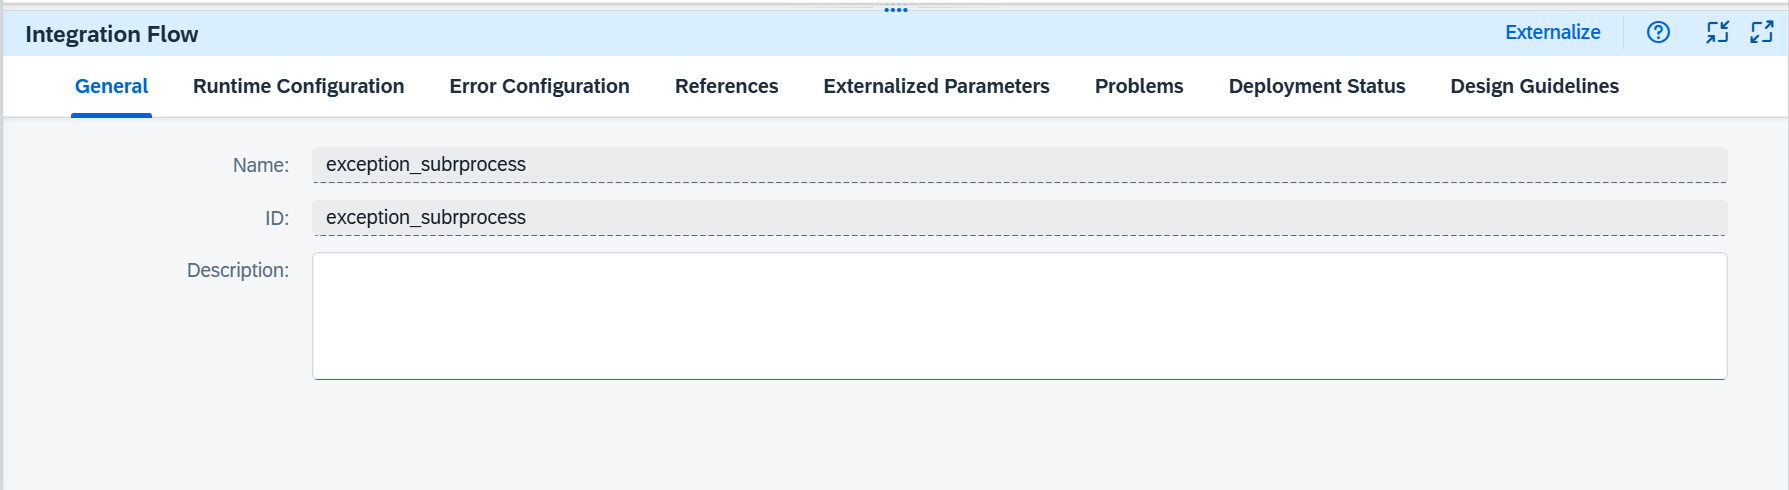 Integration Flow
Externalize
General Runtime Configuration Error Configuration References Externalized Parameters Problems Deployment Status Design Guidelines
Name: exception_subrprocess
ID: exception_subrprocess
Description: